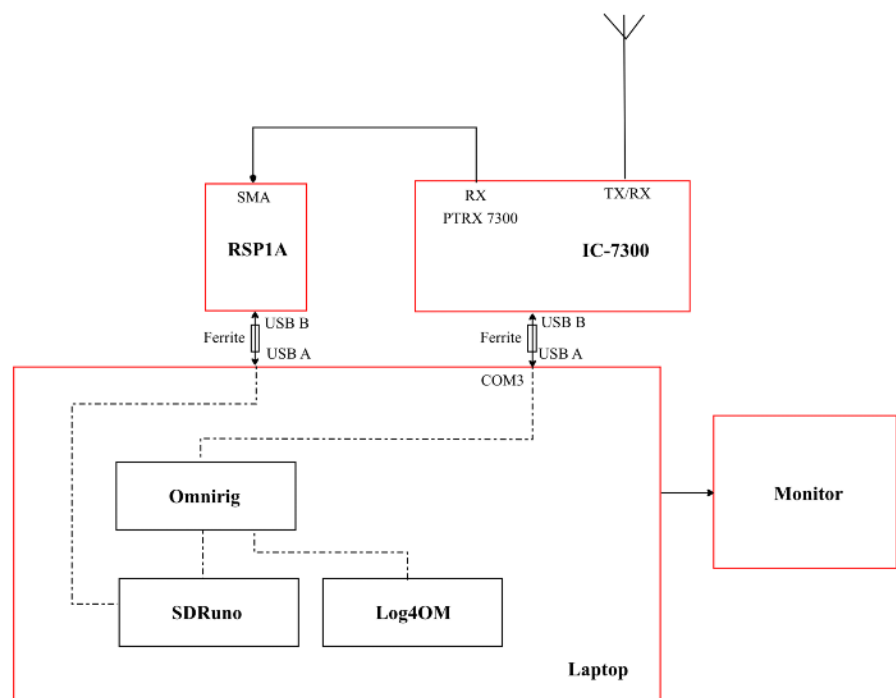 SMA
RX
TX/RX
PTRX 7300
RSP1A
IC-7300
USB B
Ferrite
USB A
USB B
Ferrite
USB A
COM3
Omnirig
Monitor
SDRuno
Log4OM
Laptop